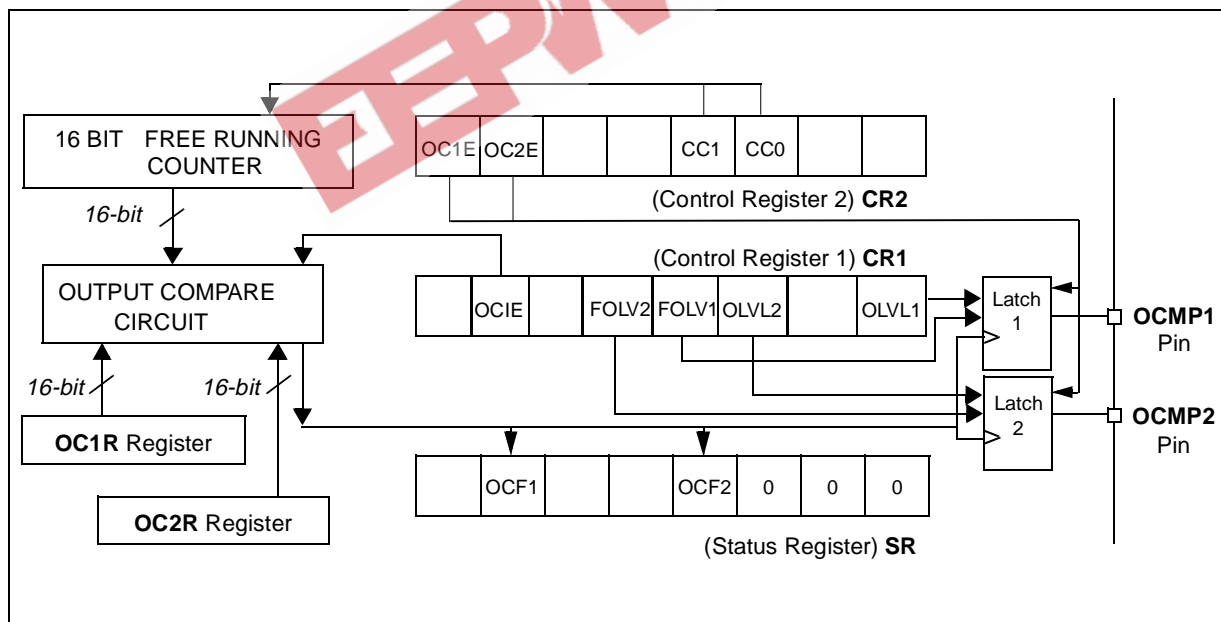 EEPW
16 BIT FREE RUNNING
COUNTER
OC1E OC2E CC1 CC0
(Control Register 2) CR2
16-bit
(Control Register 1) CR1
OUTPUT COMPARE
CIRCUIT
OCIE FOLV2 FOLV1 OLVL2 OLVL1
Latch
1
OCMP1
Pin
16-bit
16-bit
OC1R Register
Latch
2
OCMP2
Pin
OCF1 OCF2 0 0 0
OC2R Register
(Status Register) SR